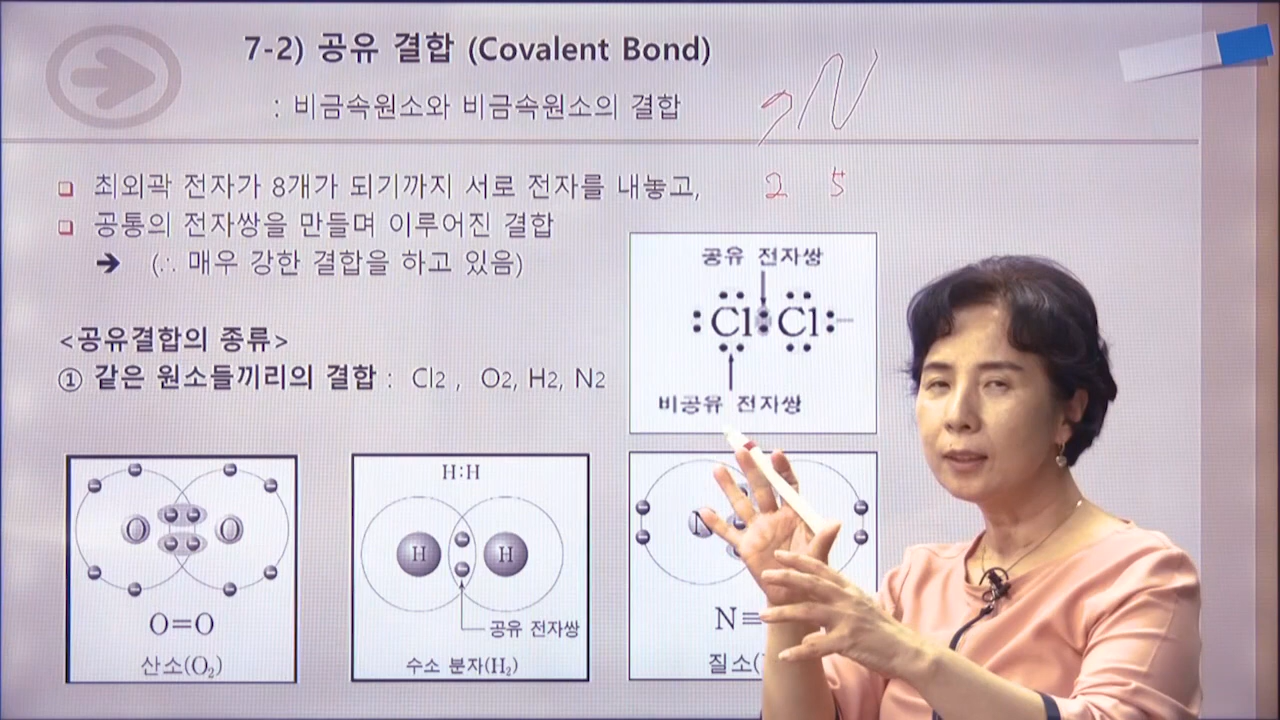 7-2) 공유 결합 (Covalent Bond)
: 비금속원소와 비금속원소의 결합
7 N
최외곽 전자가 8개가 되기까지 서로 전자를 내놓고,
2 5
공통의 전자쌍을 만들며 이루어진 결합
➔ (∴ 매우 강한 결합을 하고 있음)
공유 전자쌍
Cl Cl
비공유 전자쌍
<공유결합의 종류>
① 같은 원소들끼리의 결합 : Cl2 , O2, H2, N2
O O
O=O
산소(O₂)
H:H
H H
공유 전자쌍
수소 분자(H₂)
N
N≡
질소(